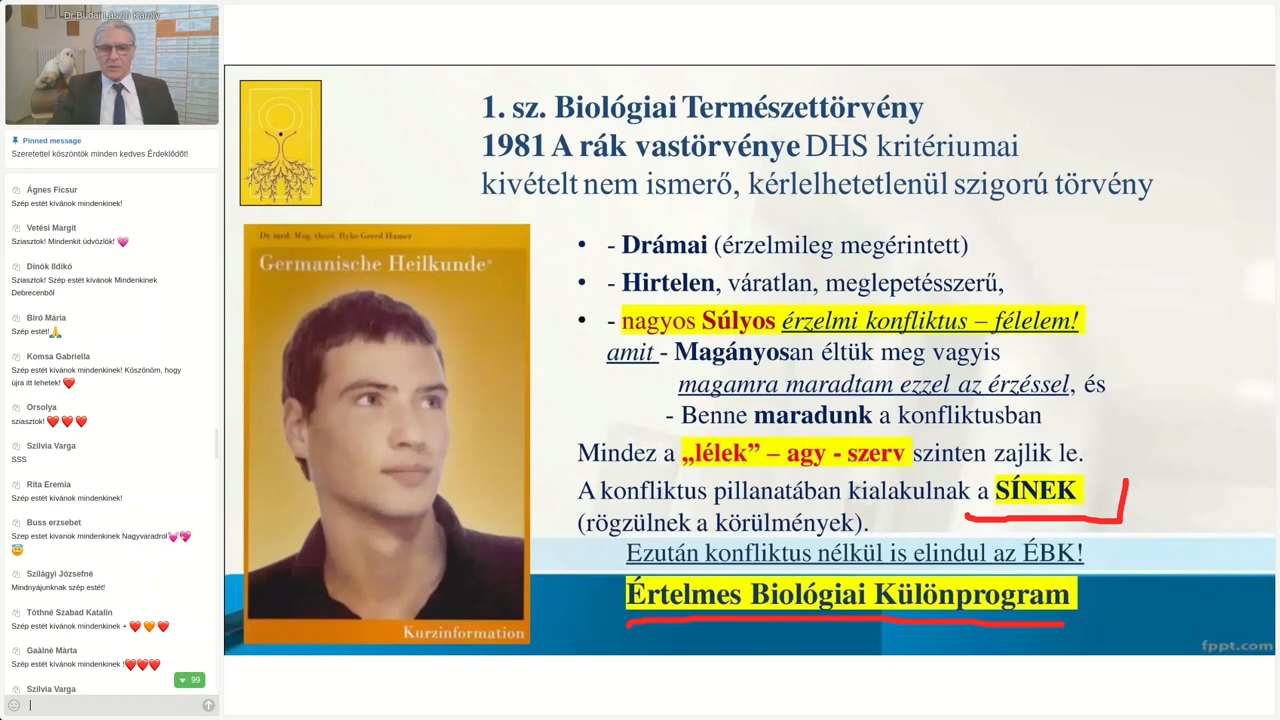 Dr Budai László Károly
Pinned message
Szeretettel köszöntök minden kedves Érdeklődőt!
Ágnes Ficsur
Szép estét kívánok mindenkinek!
Vetési Margit
Sziasztok! Mindenkit üdvözlök! 💗
Dinók Ildikó
Sziasztok! Szép estét kívánok Mindenkinek
Debrecenből
Biró Mária
Szép estét!🙏
Komsa Gabriella
Szép estét kívánok mindenkinek! Köszönöm, hogy
újra itt lehetek! ❤️
Orsolya
sziasztok! ❤️ ❤️ ❤️
Szilvia Varga
SSS
Rita Eremia
Szép estét kívánok mindenkinek!
Buss erzsebet
Szep estet kivanok mindenkinek Nagyvaradrol💓💖
😇
Szilágyi Józsefné
Mindnyájunknak szép estét!
Tóthné Szabad Katalin
Szép estét kívánok mindenkinek + ❤️ 🧡 ❤️
Gaàlnè Màrta
Szép estét kívánok mindenkinek !❤️❤️❤️
Szilvia Varga
99
1. sz. Biológiai Természettörvény
1981 A rák vastörvénye DHS kritériumai
kivételt nem ismerő, kérlelhetetlenül szigorú törvény
Dr. med. Mag. theol. Ryke Geerd Hamer
Germanische Heilkunde®
Kurzinformation
• - Drámai (érzelmileg megérintett)
• - Hirtelen, váratlan, meglepetésszerű,
• - nagyos Súlyos érzelmi konfliktus – félelem!
amit - Magányosan éltük meg vagyis
magamra maradtam ezzel az érzéssel, és
- Benne maradunk a konfliktusban
Mindez a „lélek” – agy - szerv szinten zajlik le.
A konfliktus pillanatában kialakulnak a SÍNEK
(rögzülnek a körülmények).
Ezután konfliktus nélkül is elindul az ÉBK!
Értelmes Biológiai Különprogram
fppt.com